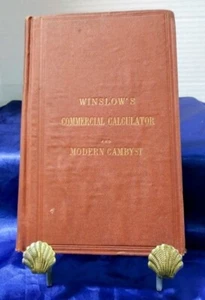 WINSLOW'S
COMMERCIAL CALCULATOR
AND
MODERN CAMBYST